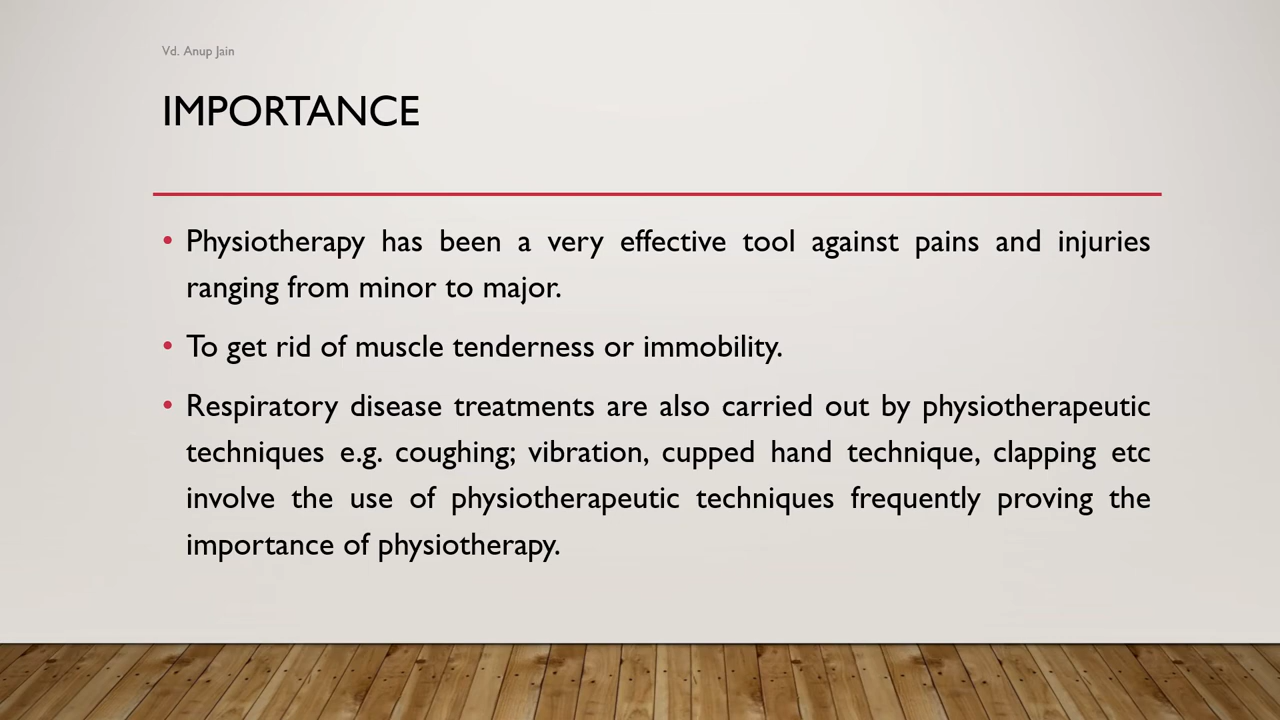 Vd. Anup Jain
IMPORTANCE
• Physiotherapy has been a very effective tool against pains and injuries
ranging from minor to major.
• To get rid of muscle tenderness or immobility.
• Respiratory disease treatments are also carried out by physiotherapeutic
techniques e.g. coughing; vibration, cupped hand technique, clapping etc
involve the use of physiotherapeutic techniques frequently proving the
importance of physiotherapy.